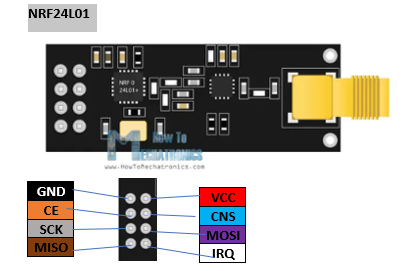 NRF24L01
NRF0
24L01+
How To
MECHATRONICS
www.HowToMechatronics.com
GND
VCC
CE
CNS
SCK
MOSI
MISO
IRQ